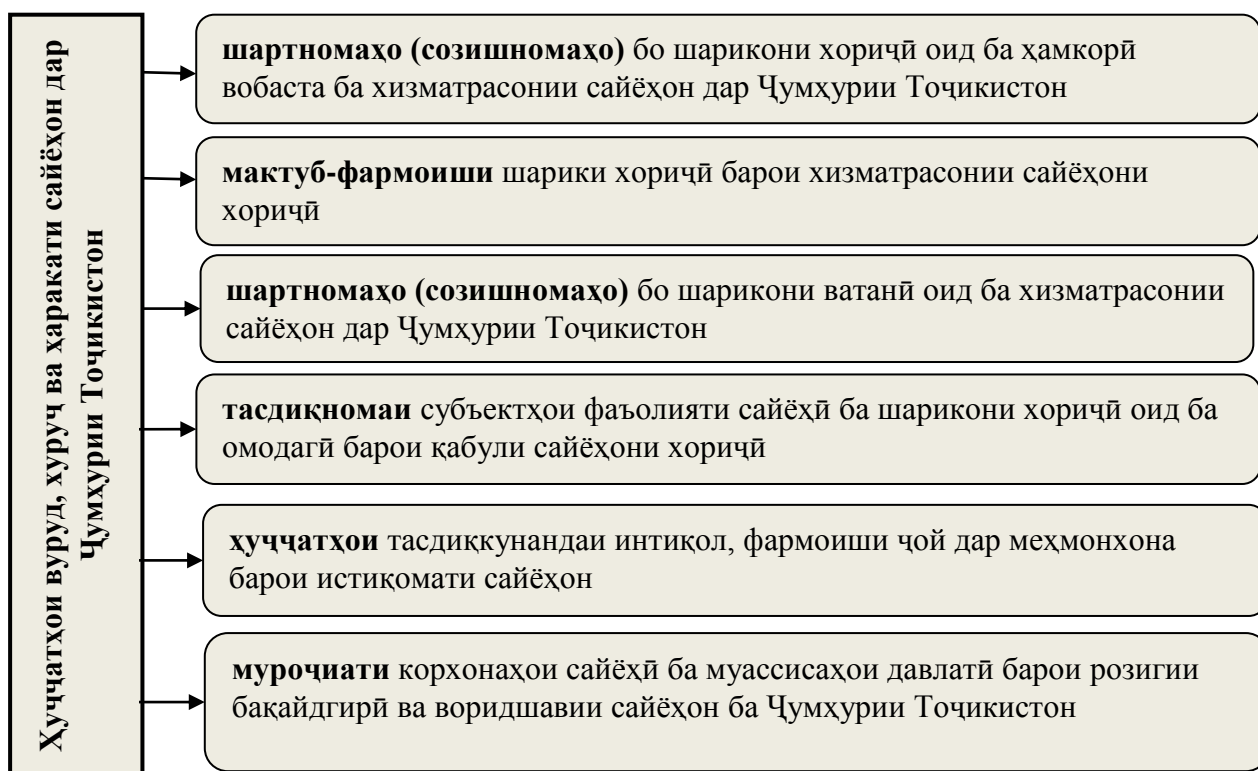 Ҳуҷҷатҳои вуруд, хуруҷ ва ҳаракати сайёҳон дар
Ҷумҳурии Тоҷикистон
шартномаҳо (созишномаҳо) бо шарикони хориҷӣ оид ба ҳамкорӣ
вобаста ба хизматрасонии сайёҳон дар Ҷумҳурии Тоҷикистон
мактуб-фармоиши шарики хориҷӣ барои хизматрасонии сайёҳони
хориҷӣ
шартномаҳо (созишномаҳо) бо шарикони ватанӣ оид ба хизматрасонии
сайёҳон дар Ҷумҳурии Тоҷикистон
тасдиқномаи субъектҳои фаъолияти сайёҳӣ ба шарикони хориҷӣ оид ба
омодагӣ барои қабули сайёҳони хориҷӣ
ҳуҷҷатҳои тасдиқкунандаи интиқол, фармоиши ҷой дар меҳмонхона
барои истиқомати сайёҳон
муроҷиати корхонаҳои сайёҳӣ ба муассисаҳои давлатӣ барои розигии
бақайдгирӣ ва воридшавии сайёҳон ба Ҷумҳурии Тоҷикистон